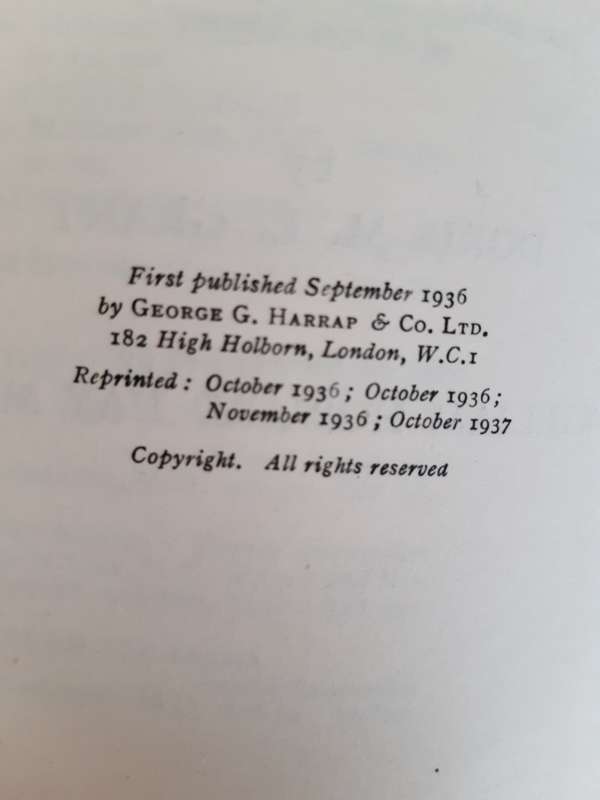 First published September 1936
by GEORGE G. HARRAP & Co. LTD.
182 High Holborn, London, W.C.1
Reprinted: October 1936; October 1936;
November 1936; October 1937
Copyright. All rights reserved